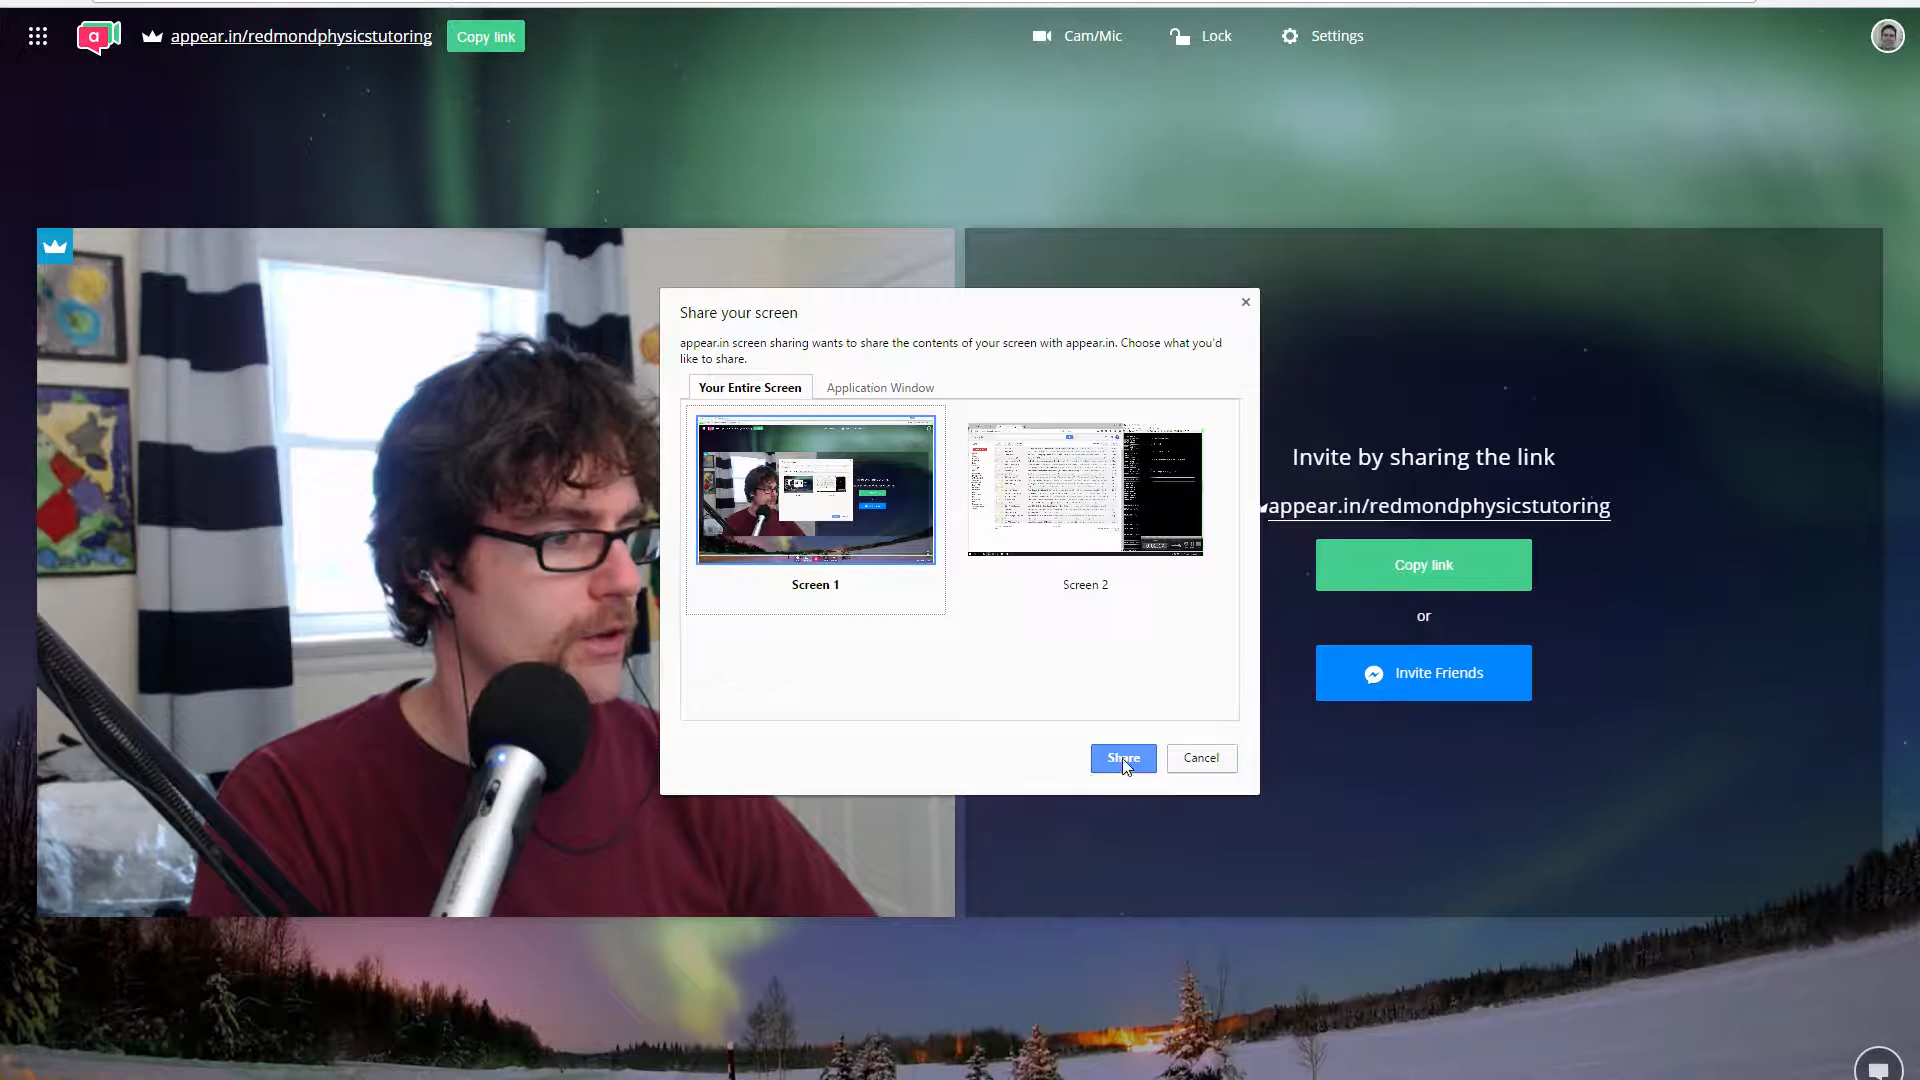 a
appear.in/redmondphysicstutoring
Copy link
Cam/Mic
Lock
Settings
Share your screen
appear.in screen sharing wants to share the contents of your screen with appear.in. Choose what you'd
like to share.
Your Entire Screen
Application Window
Screen 1
Screen 2
Share
Cancel
Invite by sharing the link
appear.in/redmondphysicstutoring
Copy link
or
Invite Friends